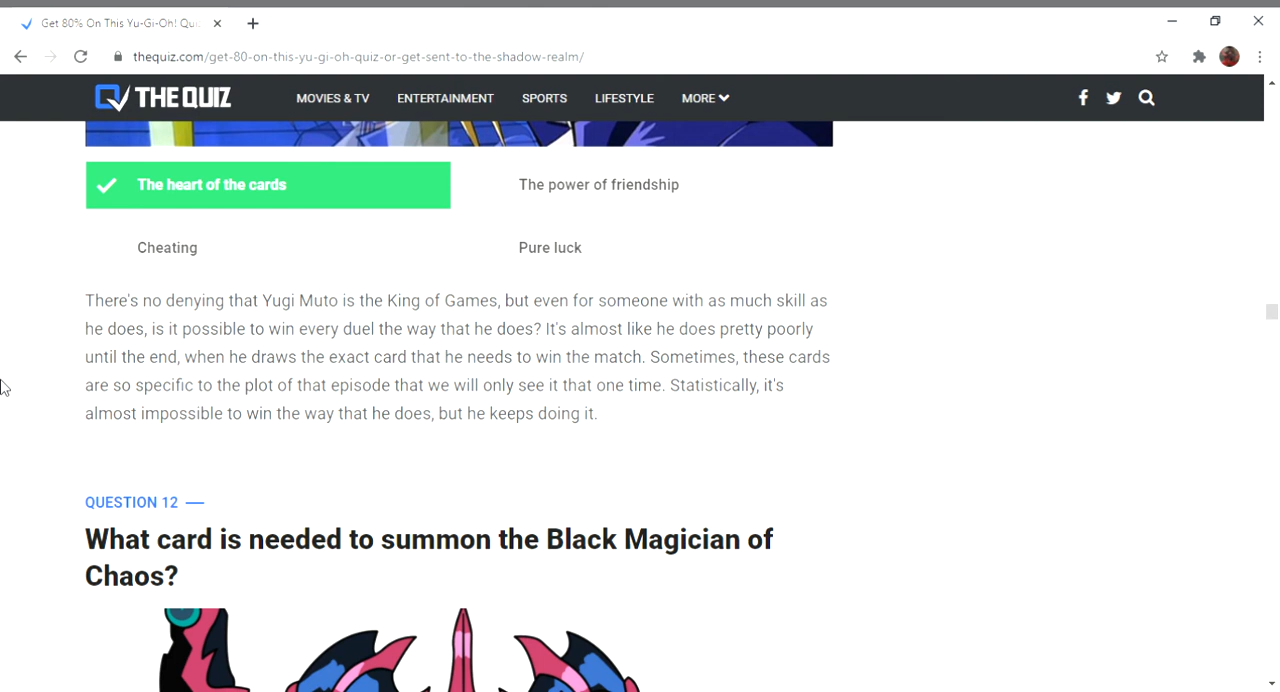 Get 80% On This Yu-Gi-Oh! Qu
thequiz.com/get-80-on-this-yu-gi-oh-quiz-or-get-sent-to-the-shadow-realm/
THE QUIZ MOVIES & TV ENTERTAINMENT SPORTS LIFESTYLE MORE
The heart of the cards The power of friendship
Cheating Pure luck
There's no denying that Yugi Muto is the King of Games, but even for someone with as much skill as
he does, is it possible to win every duel the way that he does? It's almost like he does pretty poorly
until the end, when he draws the exact card that he needs to win the match. Sometimes, these cards
are so specific to the plot of that episode that we will only see it that one time. Statistically, it's
almost impossible to win the way that he does, but he keeps doing it.
QUESTION 12
What card is needed to summon the Black Magician of
Chaos?